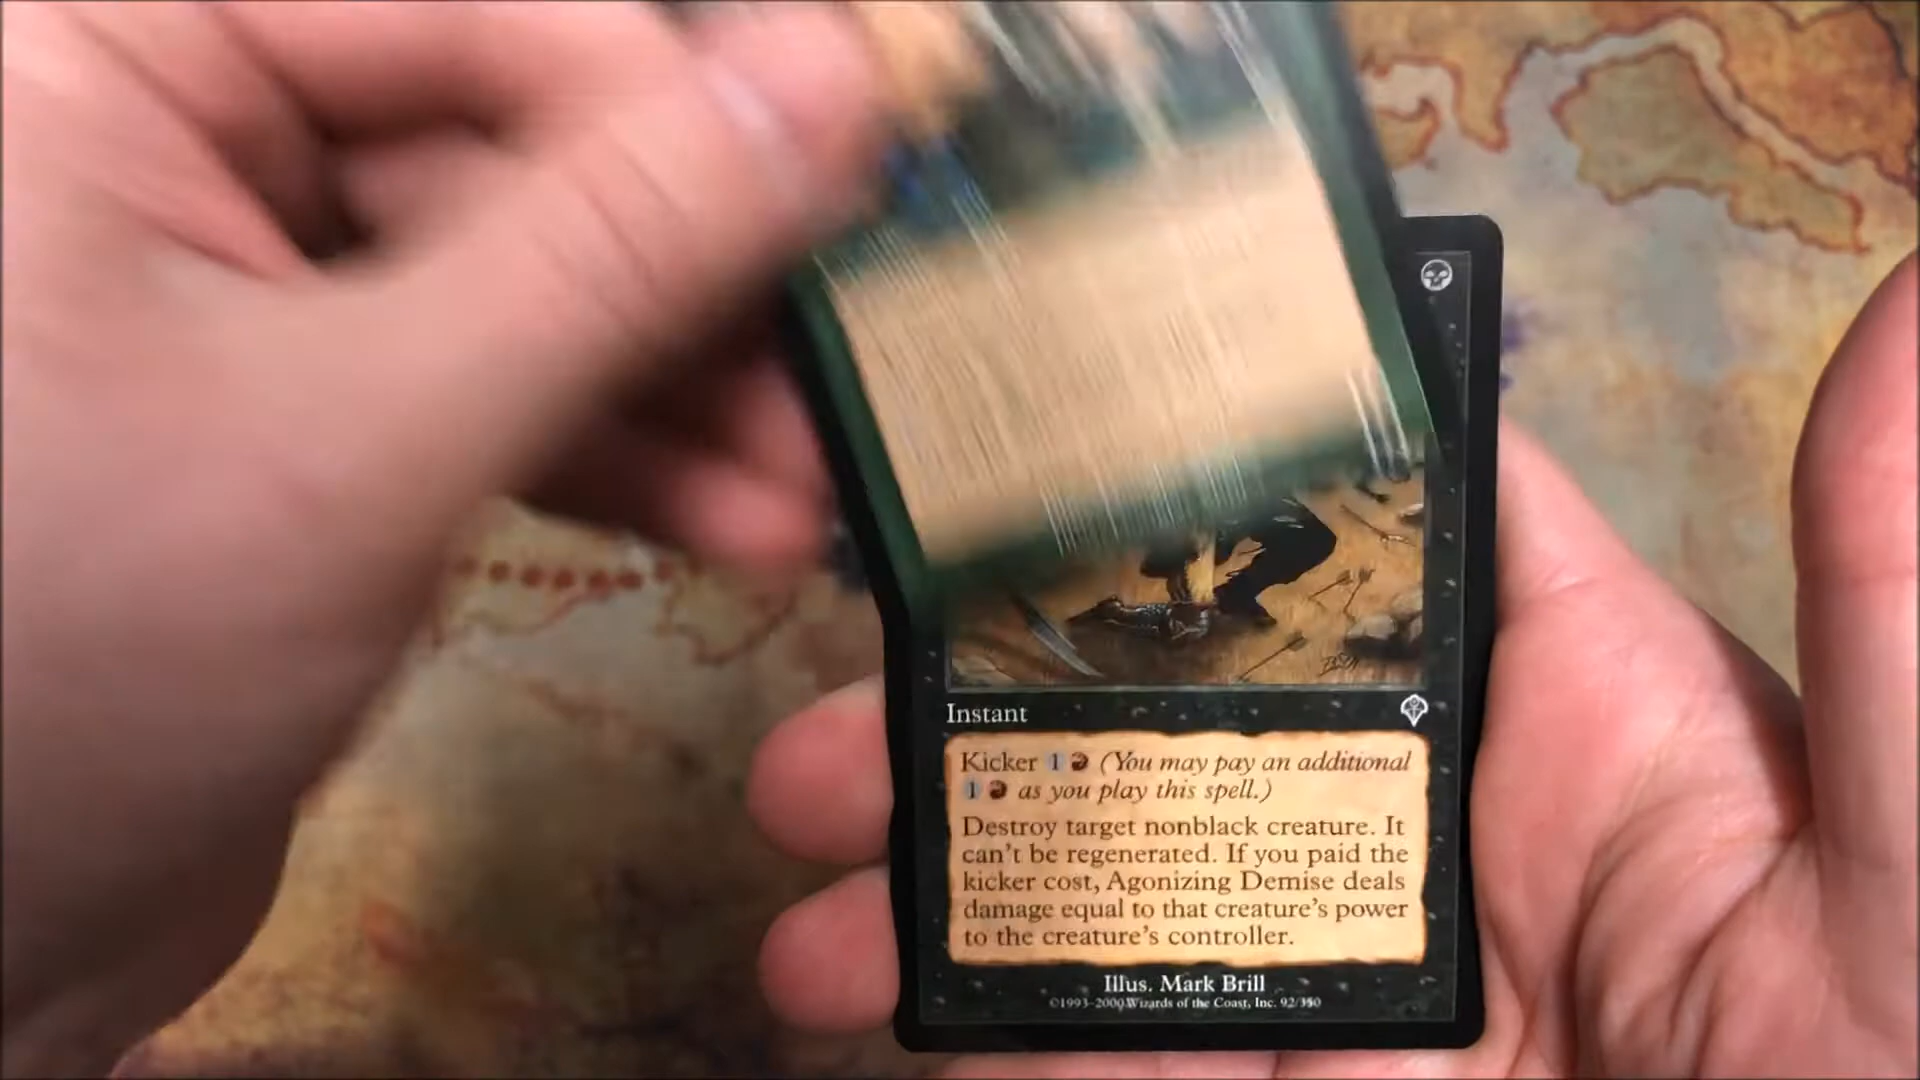 Instant
Kicker 1 (You may pay an additional
1 as you play this spell.)
Destroy target nonblack creature. It
can't be regenerated. If you paid the
kicker cost, Agonizing Demise deals
damage equal to that creature's power
to the creature's controller.
Illus. Mark Brill
©1993-2000 Wizards of the Coast, Inc. 92/350